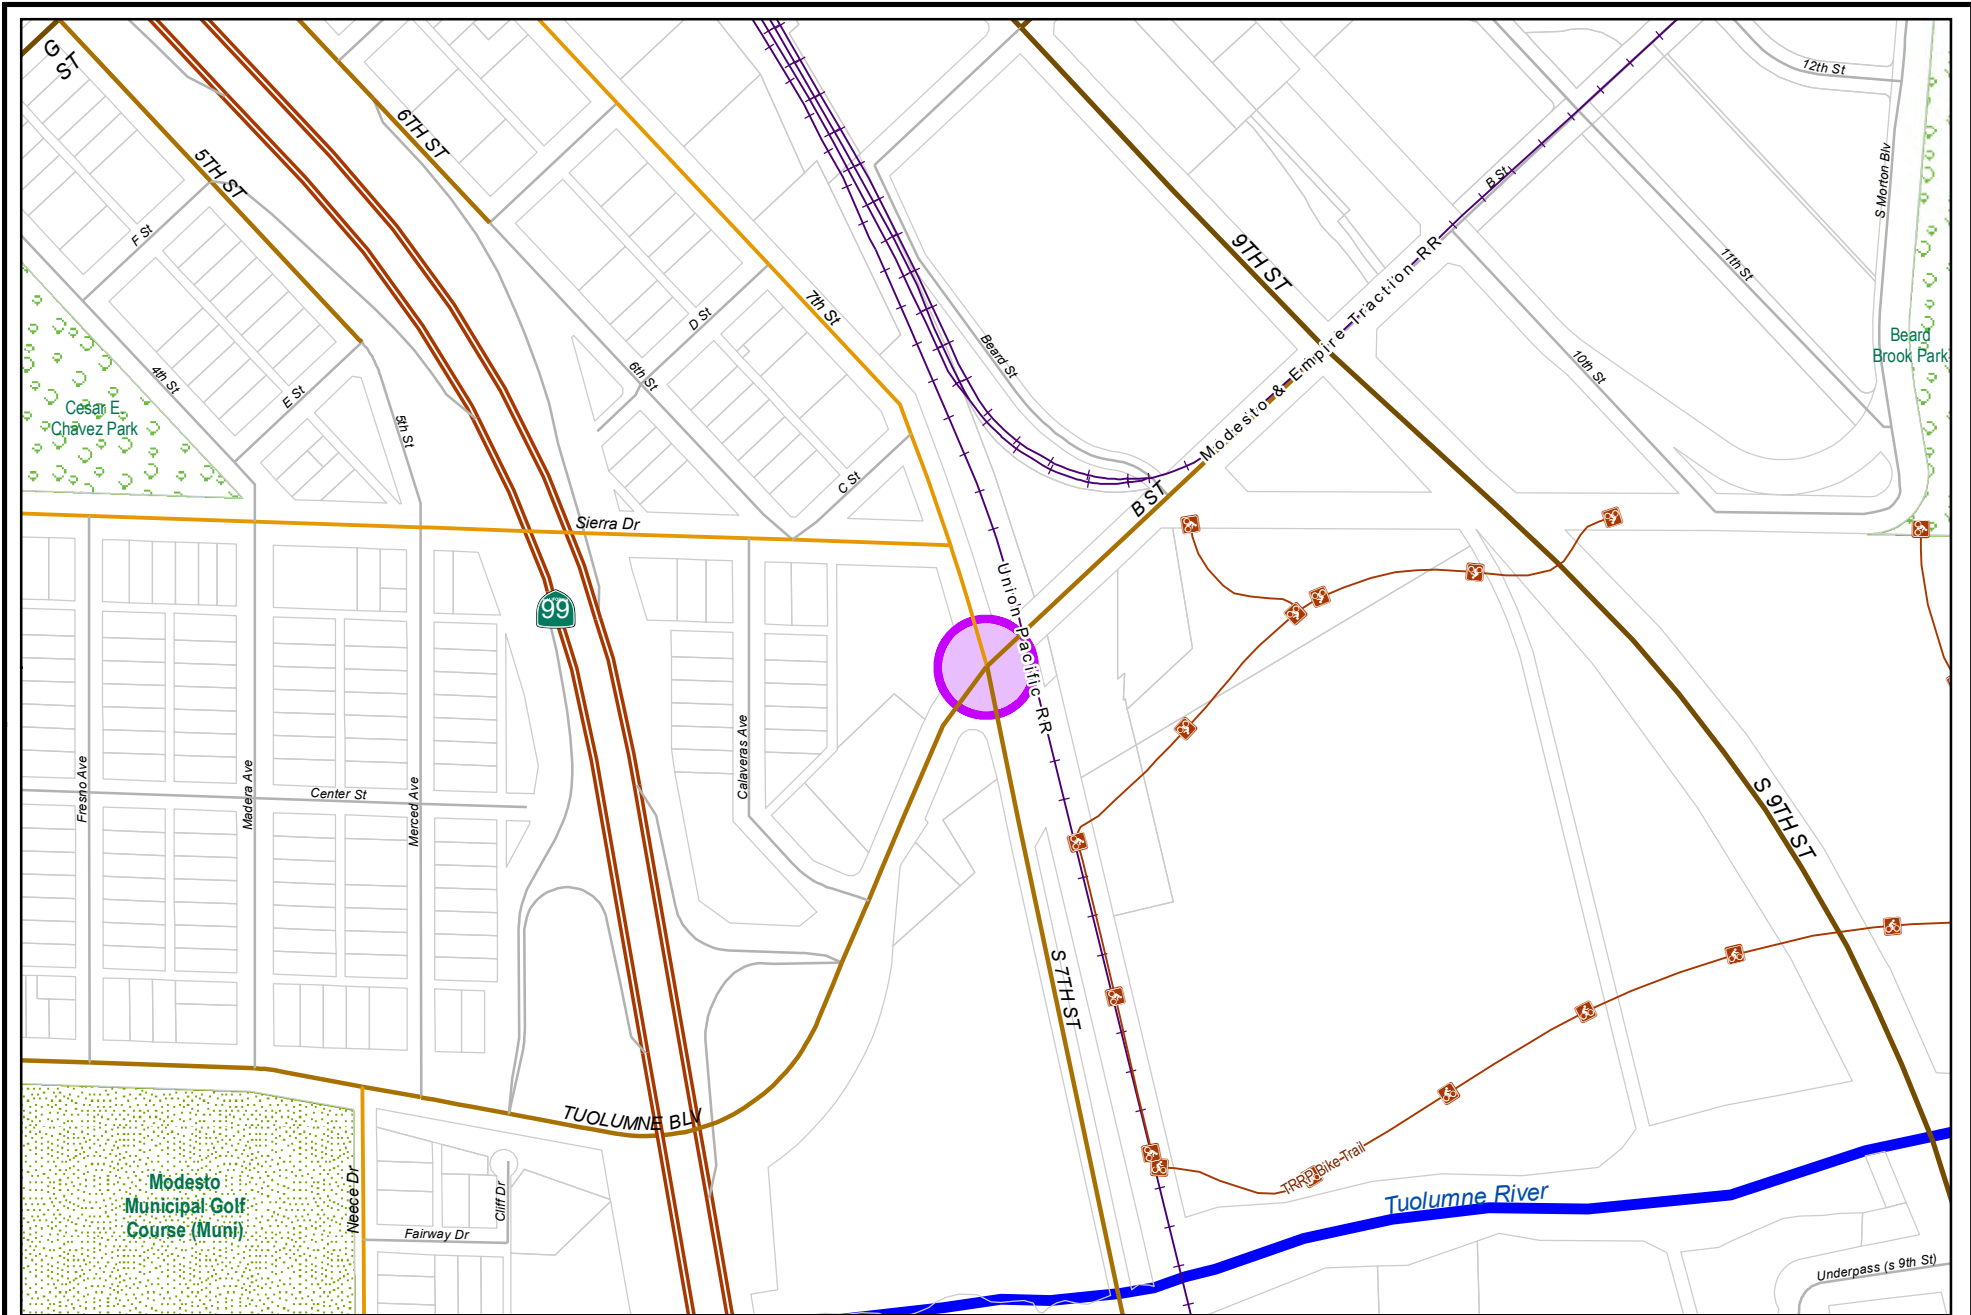 G ST
12th St
6TH ST
5TH ST
S Morton Blv
B St
F St
9TH ST
11th St
7th St
D St
Modesto & Empire Traction RR
Beard St
Beard
Brook Park
10th St
4th St
6th St
E St
Cesar E.
Chavez Park
5th St
C St
B ST
Sierra Dr
99
Union Pacific RR
Calaveras Ave
Fresno Ave
Madera Ave
Merced Ave
Center St
S 9TH ST
S 7TH ST
TUOLUMNE BLV
TRRP Bike Trail
Modesto
Municipal Golf
Course (Muni)
Neece Dr
Cliff Dr
Fairway Dr
Tuolumne River
Underpass (s 9th St)